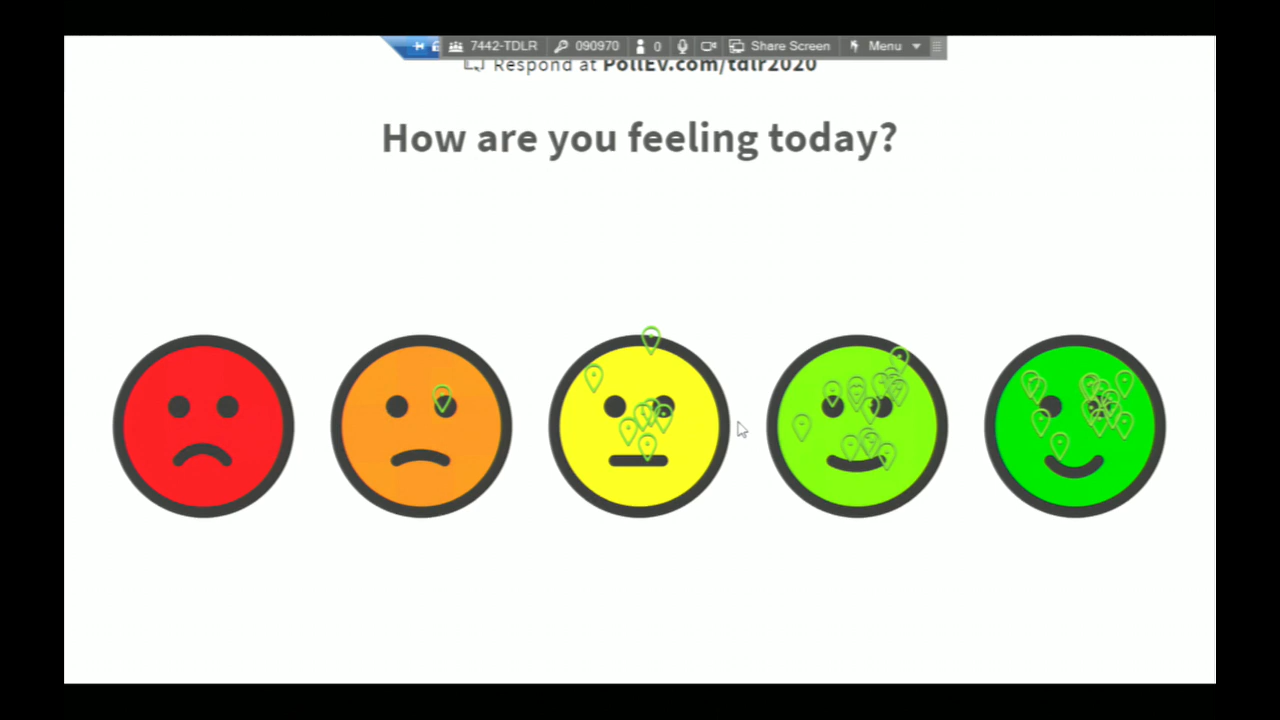 7442-TDLR 090970 0 Share Screen Menu
Respond at PollEv.com/tdlr2020
How are you feeling today?